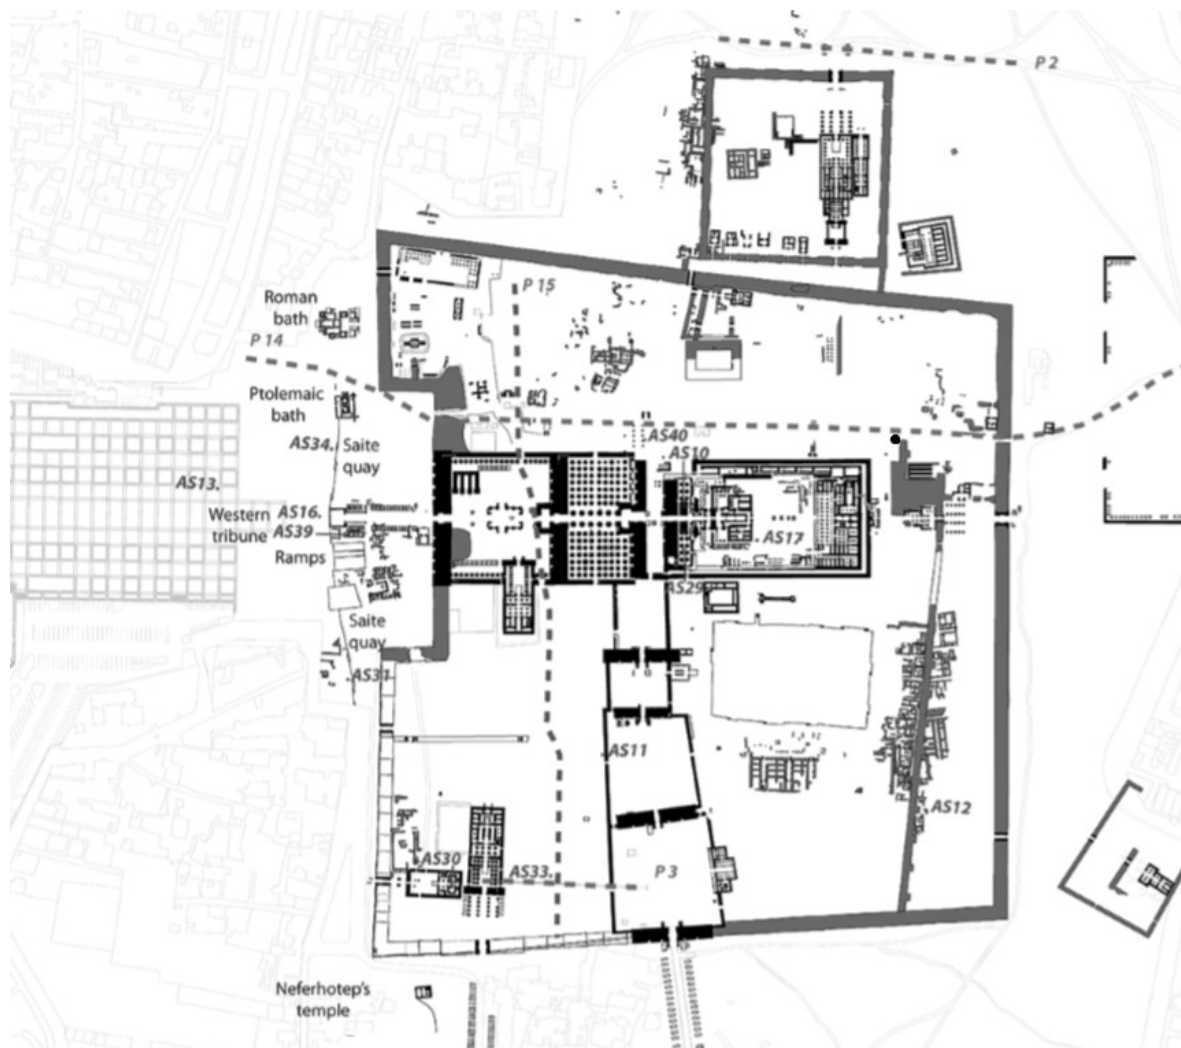 P 2
P 15
Roman
bath
P 14
Ptolemaic
bath
AS34.
Saite
quay
AS40
AS10
AS13.
AS16.
Western
tribune
AS39
AS17
Ramps
AS29
Saite
quay
AS31
AS11
AS12
AS30
AS33.
P 3
Neferhotep's
temple